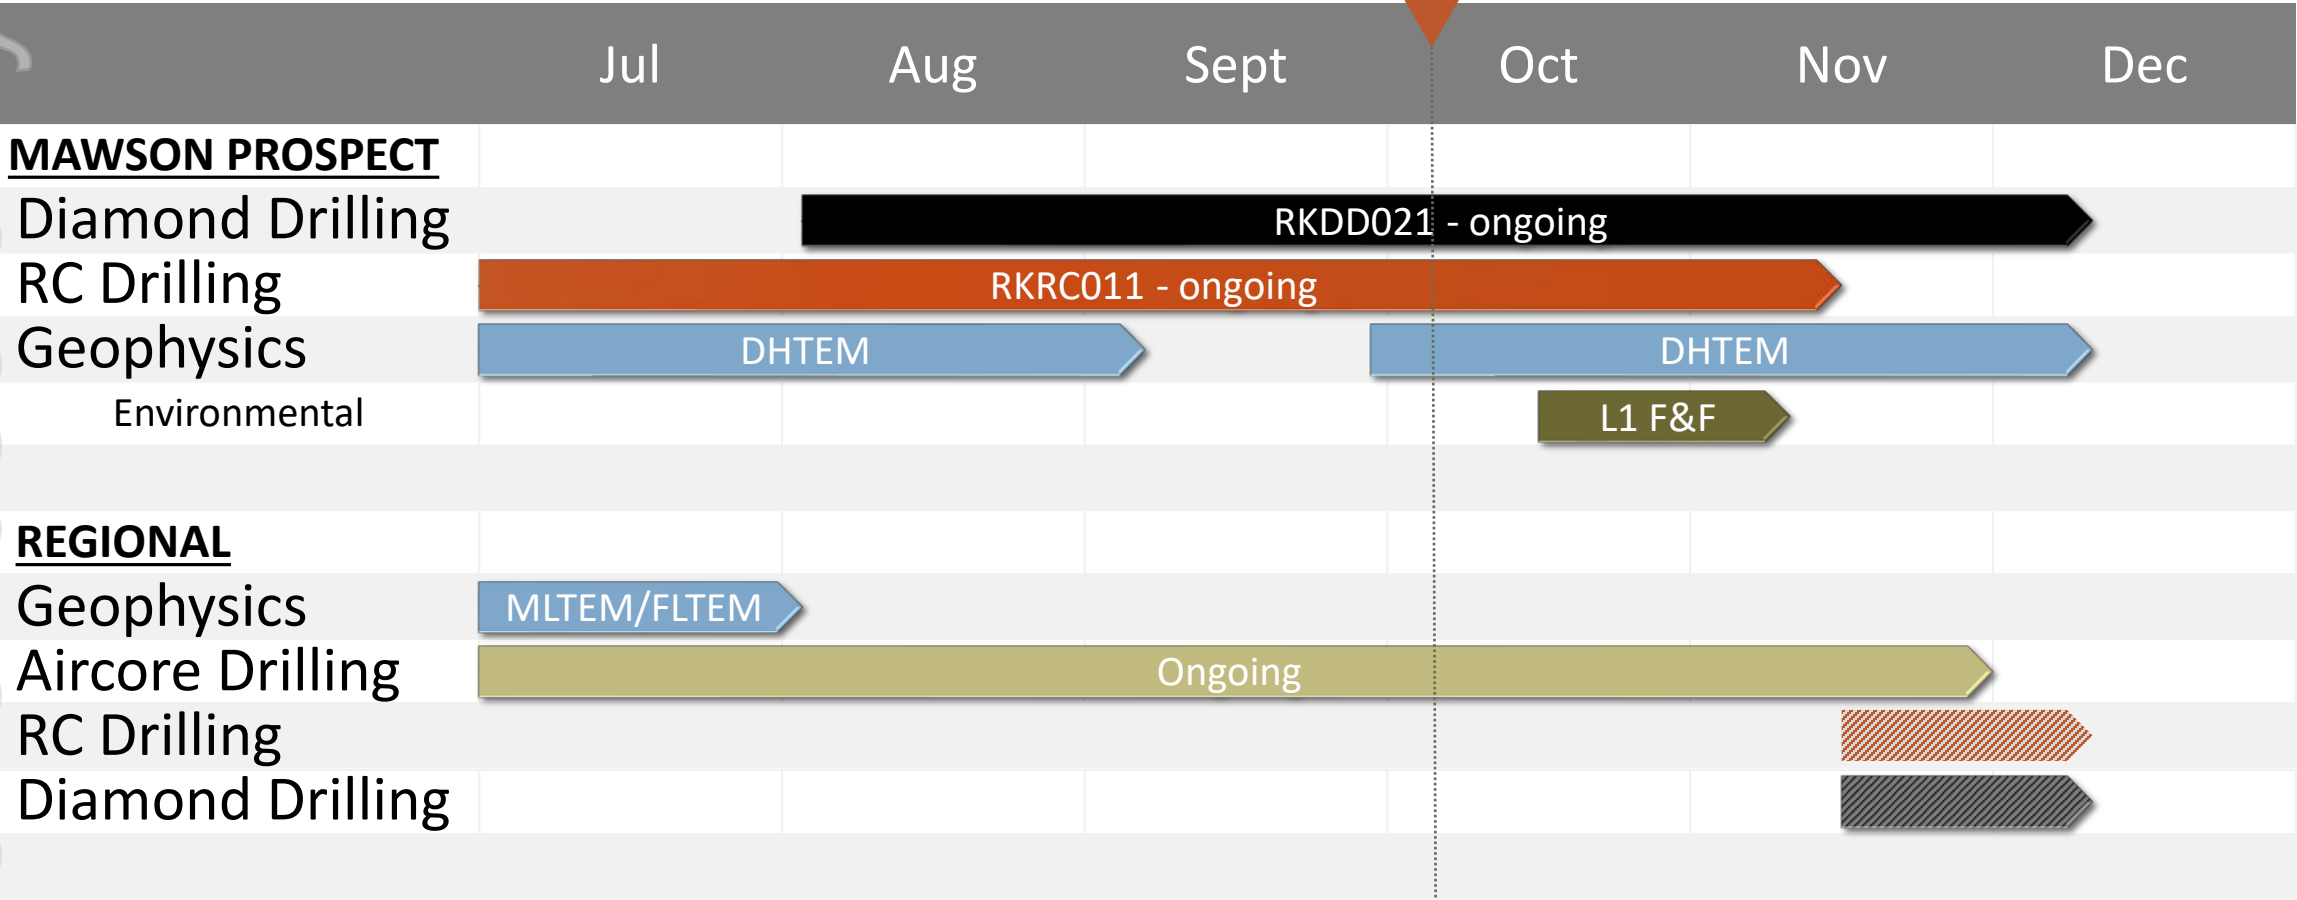 Jul Aug Sept Oct Nov Dec
MAWSON PROSPECT
Diamond Drilling RKDD021 - ongoing
RC Drilling RKRC011 - ongoing
Geophysics DHTEM DHTEM
Environmental L1 F&F
REGIONAL
Geophysics MLTEM/FLTEM
Aircore Drilling Ongoing
RC Drilling
Diamond Drilling